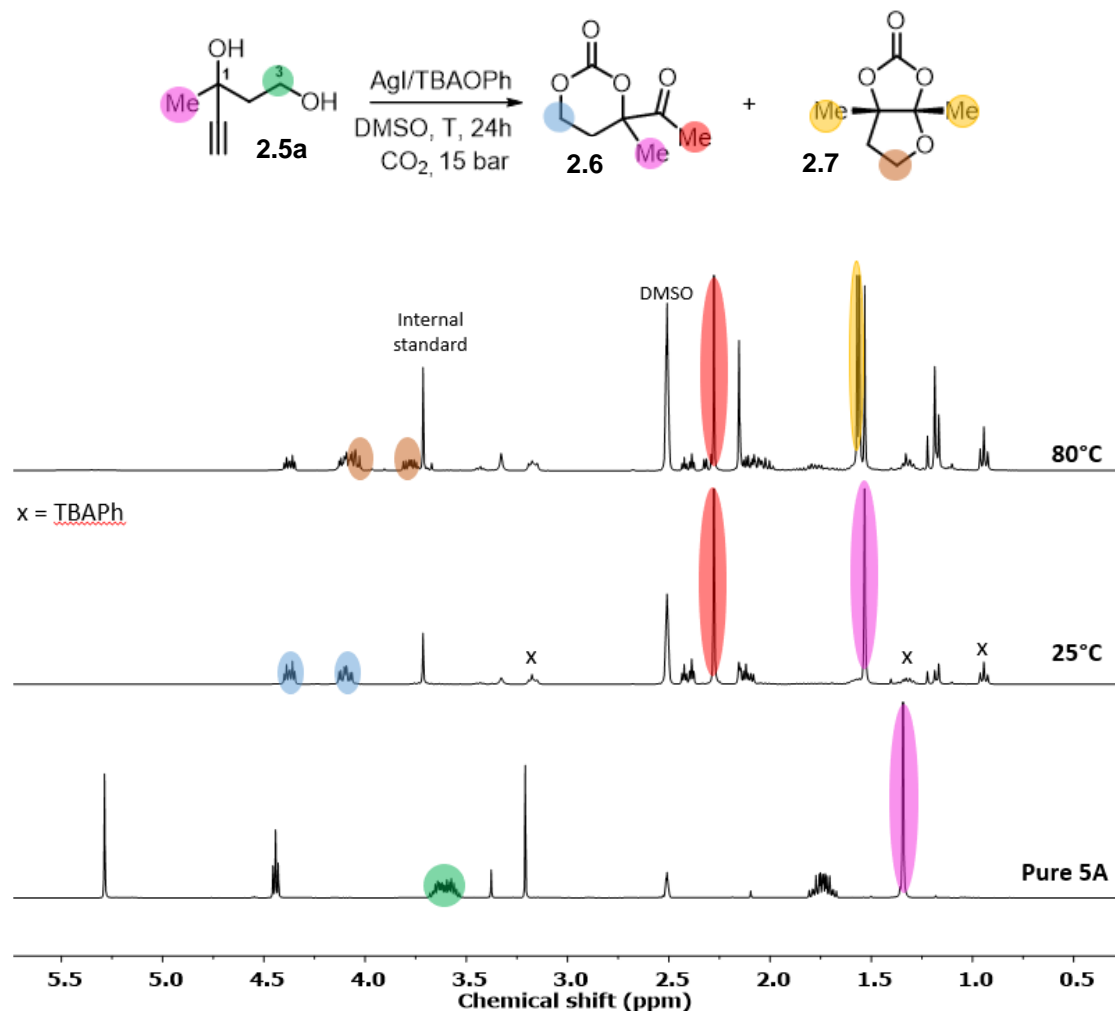 O
OH
1
3
Me
OH
2.5a
AgI/TBAOPh
DMSO, T, 24h
CO2, 15 bar
O
O
O
O
Me
Me
2.6
+
O
O
O
Me
Me
O
2.7
Internal
standard
DMSO
80°C
x = TBAPh
x
x
x
25°C
Pure 5A
5.5 5.0 4.5 4.0 3.5 3.0 2.5 2.0 1.5 1.0 0.5
Chemical shift (ppm)